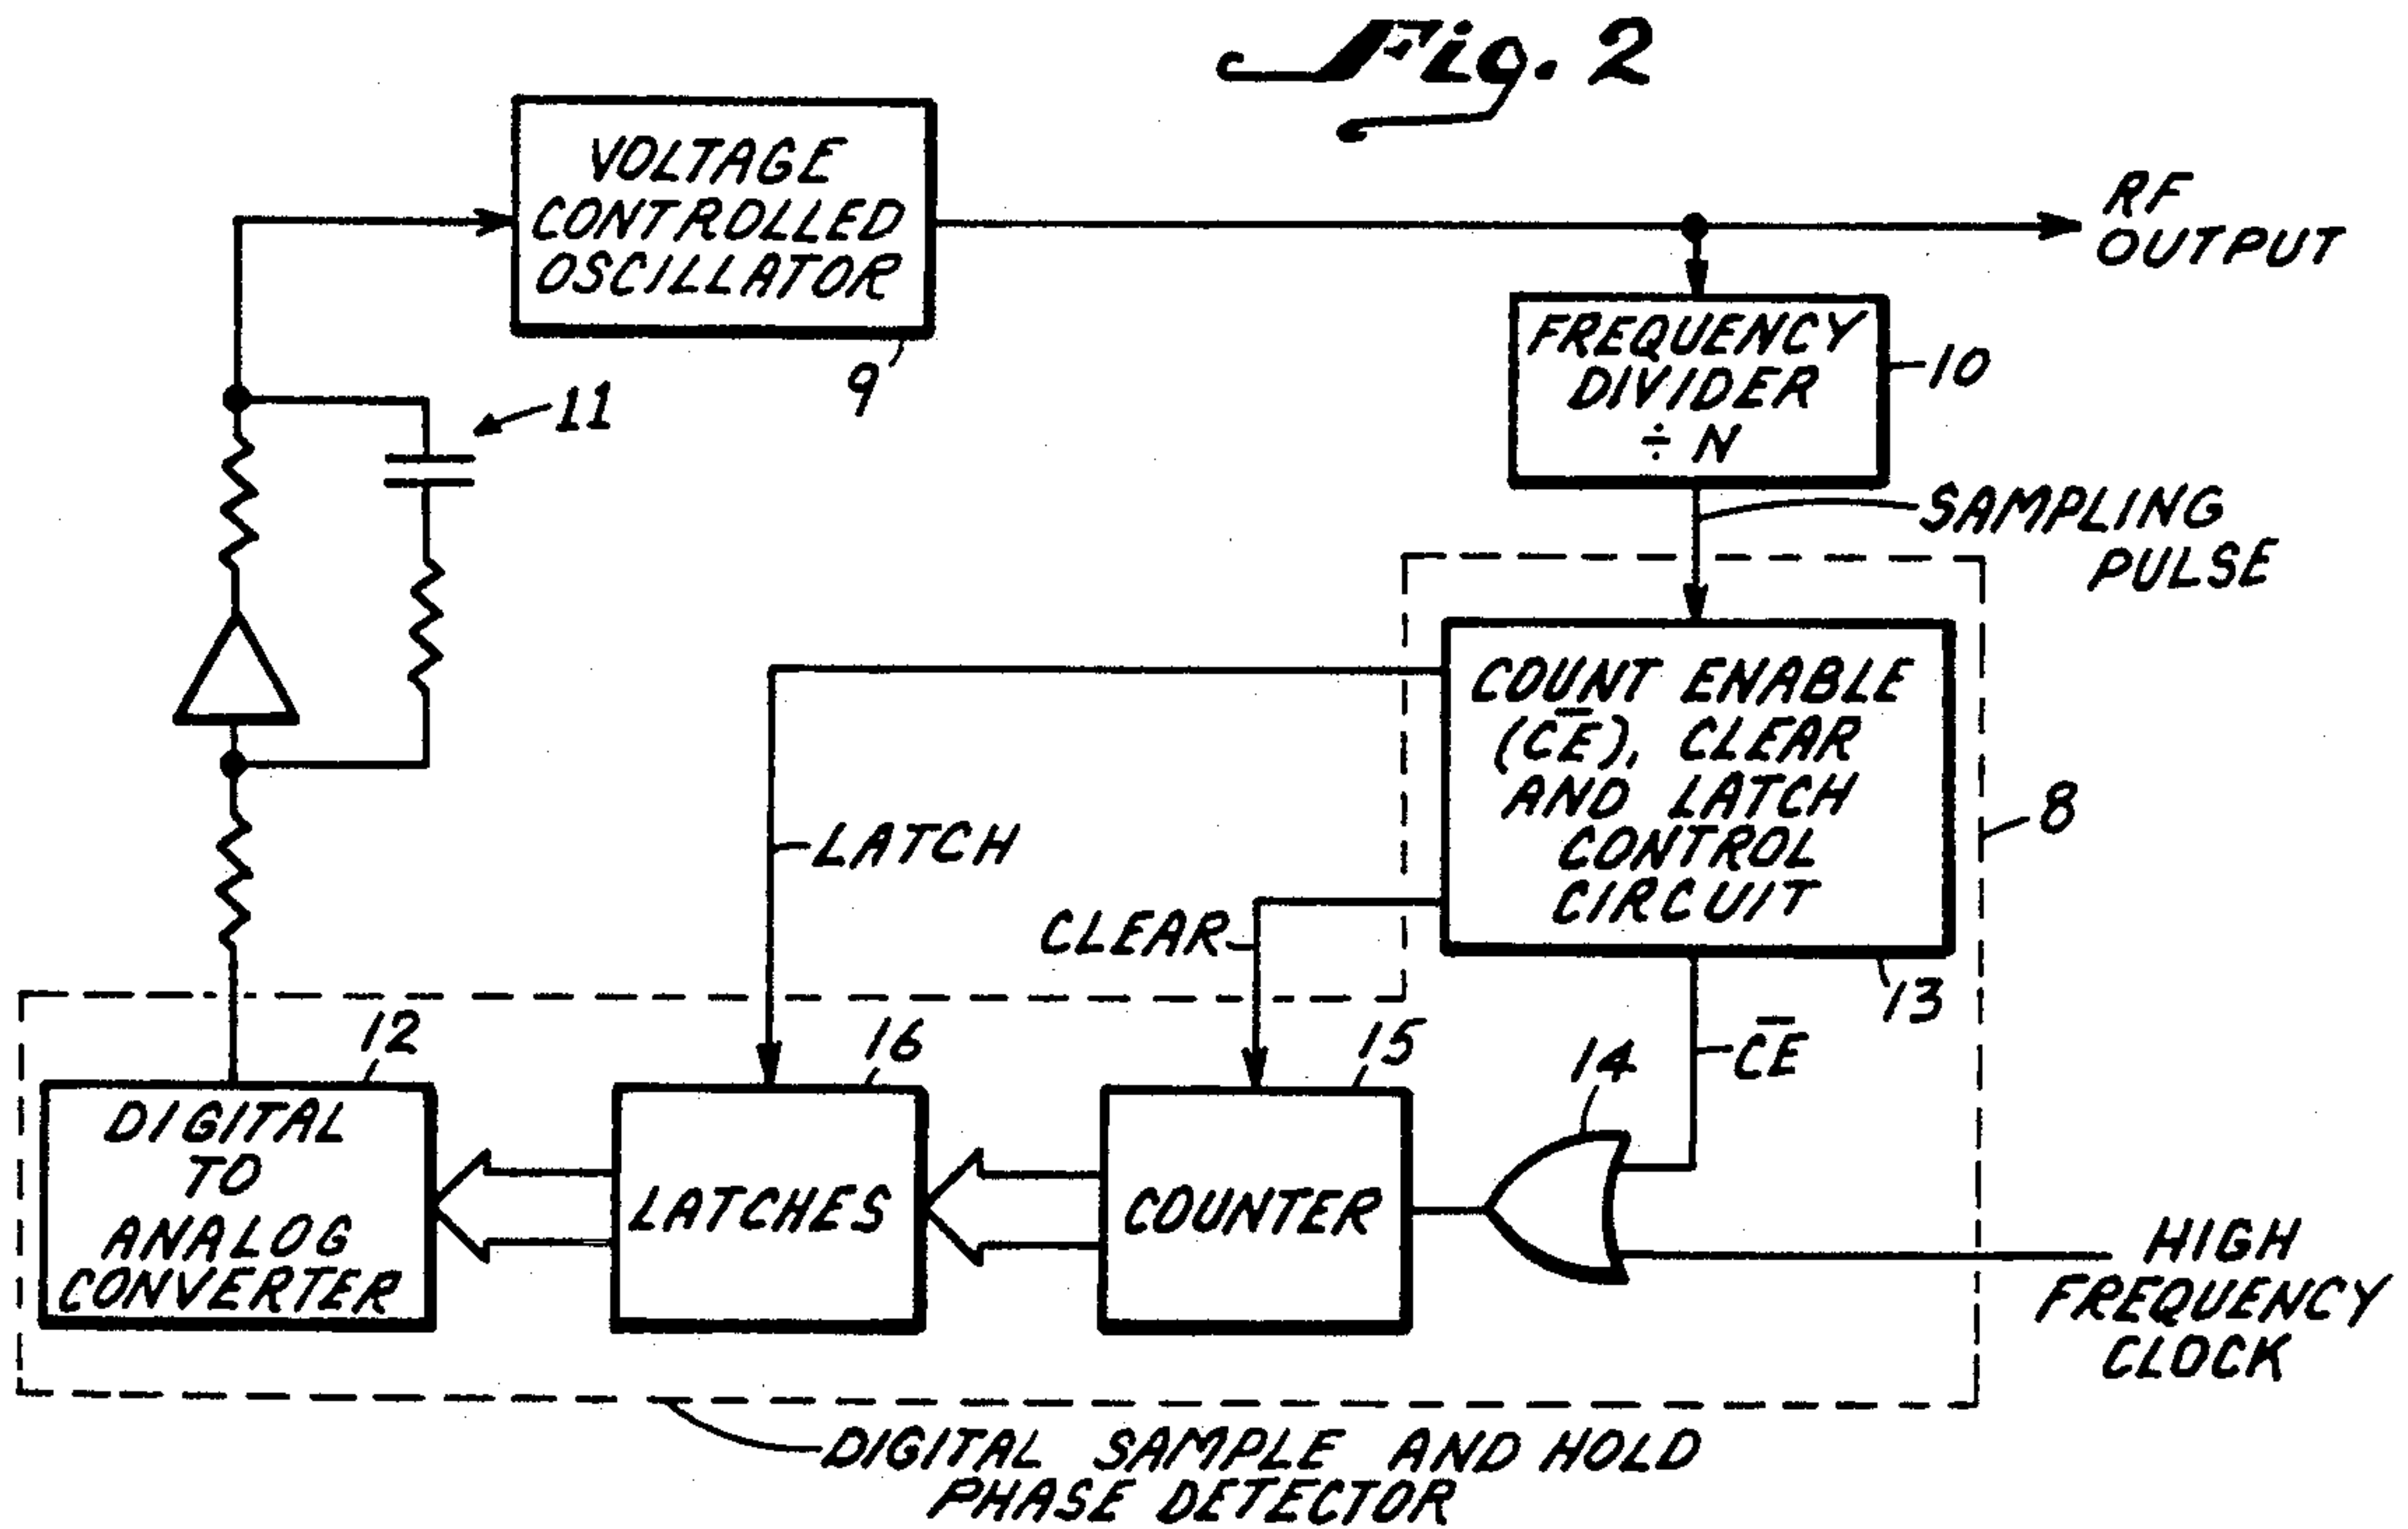 Fig. 2
VOLTAGE
CONTROLLED
OSCILLATOR
9
RF
OUTPUT
FREQUENCY
DIVIDER
÷ N
10
11
SAMPLING
PULSE
COUNT ENABLE
(C̅E̅), CLEAR
AND LATCH
CONTROL
CIRCUIT
8
LATCH
CLEAR
13
C̅E̅
12
16
15
14
DIGITAL
TO
ANALOG
CONVERTER
LATCHES
COUNTER
HIGH
FREQUENCY
CLOCK
DIGITAL SAMPLE AND HOLD
PHASE DETECTOR